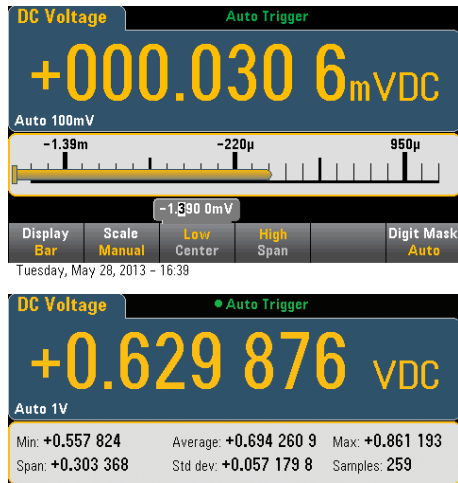 DC Voltage Auto Trigger
+000.030 6mVDC
Auto 100mV
-1.39m -220µ 950µ
-1.390 0mV
Display Scale Low High Digit Mask
Bar Manual Center Span Auto
Tuesday, May 28, 2013 - 16:39
DC Voltage Auto Trigger
+0.629 876 VDC
Auto 1V
Min: +0.557 824 Average: +0.694 260 9 Max: +0.861 193
Span: +0.303 368 Std dev: +0.057 179 8 Samples: 259